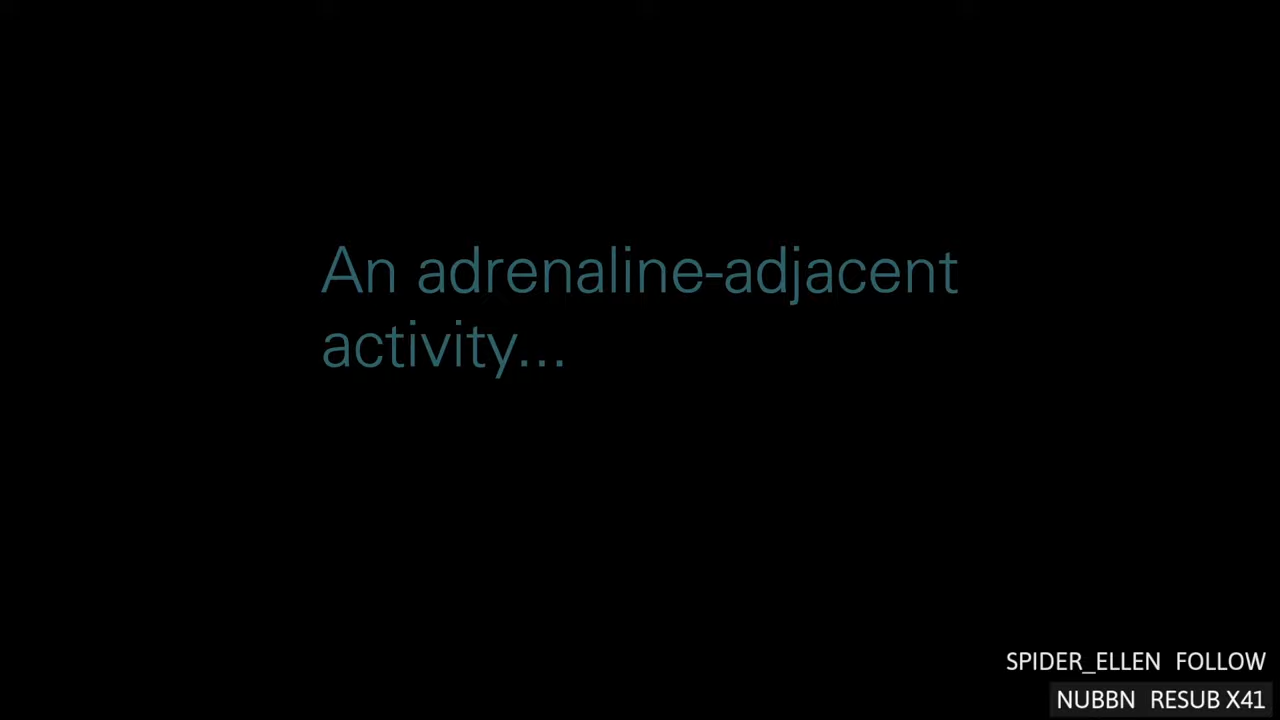 An adrenaline-adjacent
activity...
SPIDER_ELLEN FOLLOW
NUBBN RESUB X41